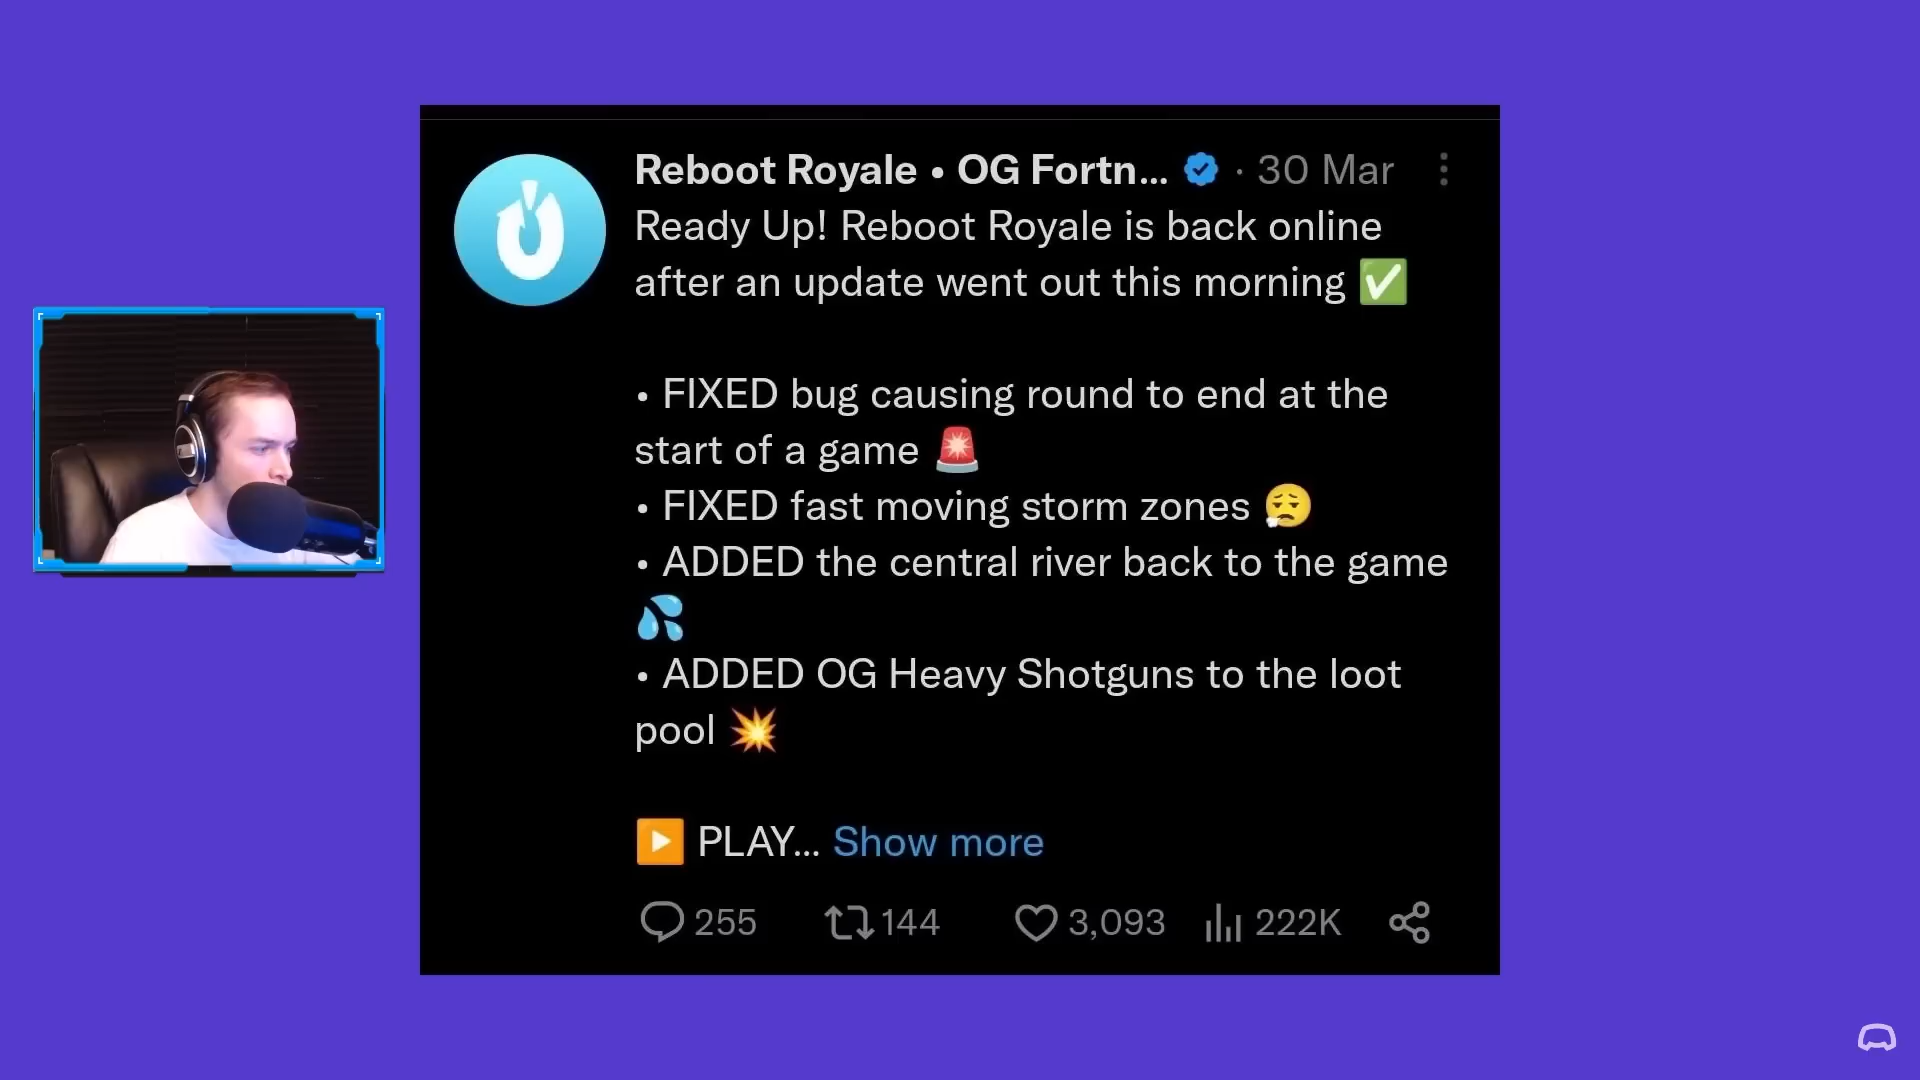 Reboot Royale • OG Fortn... · 30 Mar
Ready Up! Reboot Royale is back online
after an update went out this morning ✅
• FIXED bug causing round to end at the
start of a game 🚨
• FIXED fast moving storm zones 😮‍💨
• ADDED the central river back to the game
💦
• ADDED OG Heavy Shotguns to the loot
pool 💥
▶️ PLAY... Show more
255 144 3,093 222K